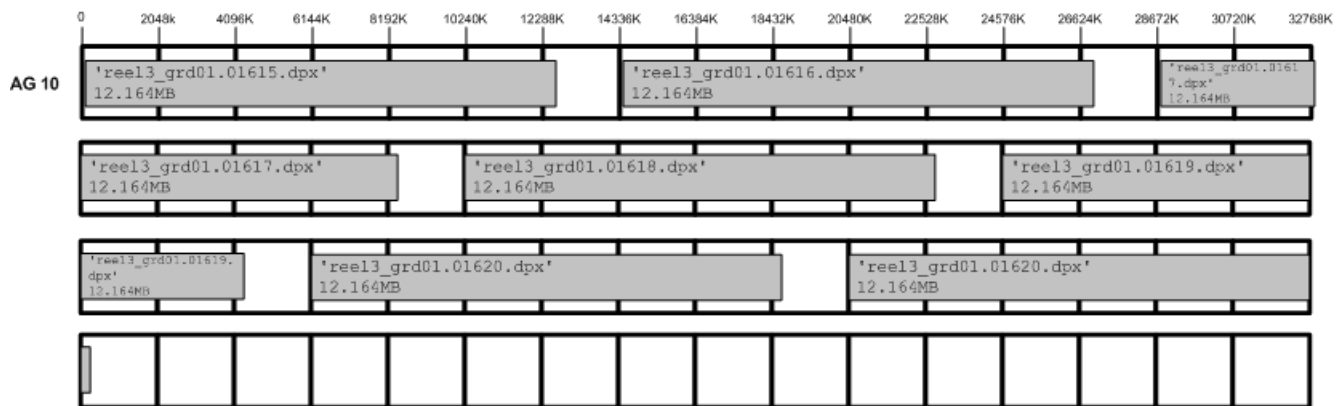 0 2048k 4096K 6144K 8192K 10240K 12288K 14336K 16384K 18432K 20480K 22528K 24576K 26624K 28672K 30720K 32768K
AG 10
'reel3_grd01.01615.dpx'
12.164MB
'reel3_grd01.01616.dpx'
12.164MB
'reel3_grd01.0161
7.dpx'
12.164MB
'reel3_grd01.01617.dpx'
12.164MB
'reel3_grd01.01618.dpx'
12.164MB
'reel3_grd01.01619.dpx'
12.164MB
'reel3_grd01.01619.
dpx'
12.164MB
'reel3_grd01.01620.dpx'
12.164MB
'reel3_grd01.01620.dpx'
12.164MB